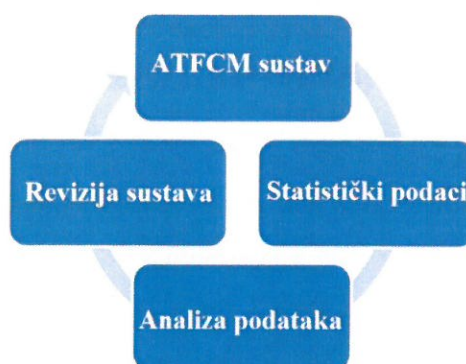 ATFCM sustav
Revizija sustava
Statistički podaci
Analiza podataka